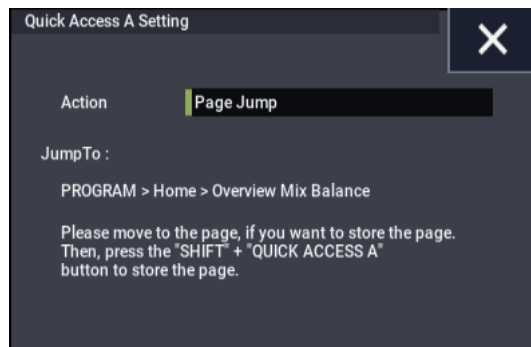 Quick Access A Setting
Action
Page Jump
JumpTo :
PROGRAM > Home > Overview Mix Balance
Please move to the page, if you want to store the page.
Then, press the "SHIFT" + "QUICK ACCESS A"
button to store the page.